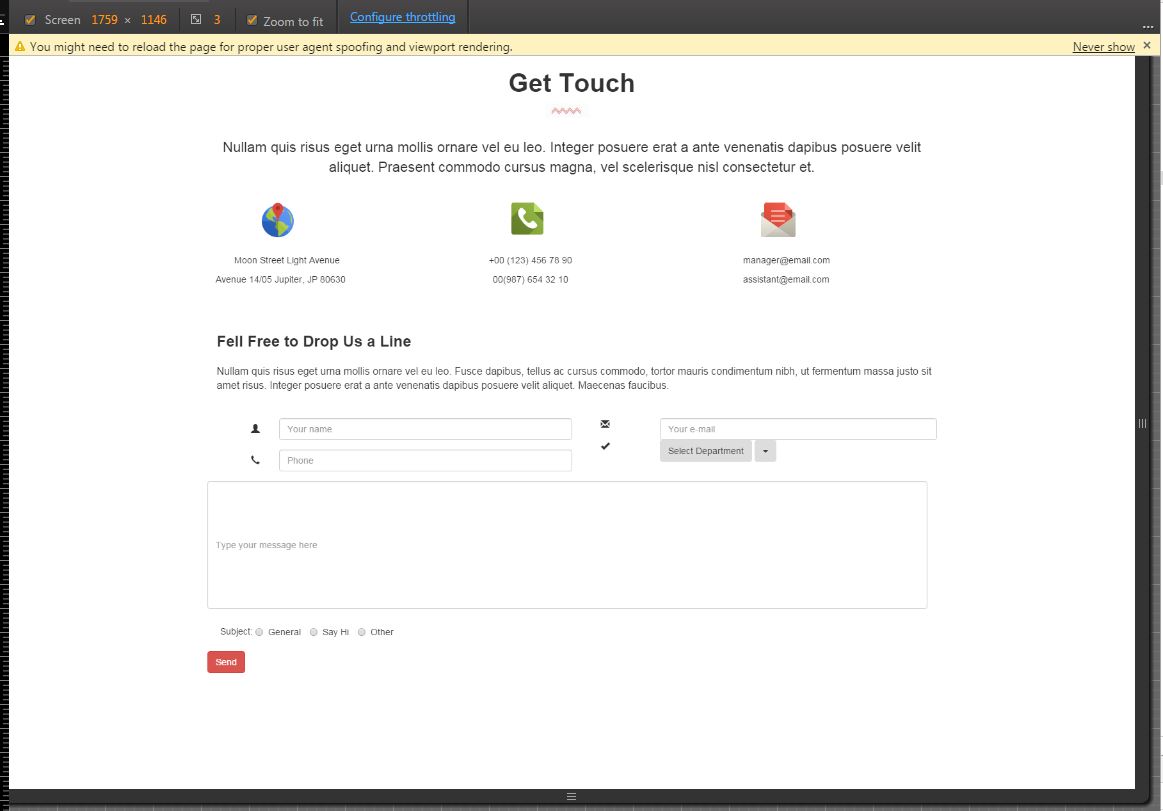 Screen 1759 × 1146 3 Zoom to fit Configure throttling ...
You might need to reload the page for proper user agent spoofing and viewport rendering. Never show ×
Get Touch
Nullam quis risus eget urna mollis ornare vel eu leo. Integer posuere erat a ante venenatis dapibus posuere velit
aliquet. Praesent commodo cursus magna, vel scelerisque nisl consectetur et.
Moon Street Light Avenue
Avenue 14/05 Jupiter, JP 80630
+00 (123) 456 78 90
00(987) 654 32 10
manager@email.com
assistant@email.com
Fell Free to Drop Us a Line
Nullam quis risus eget urna mollis ornare vel eu leo. Fusce dapibus, tellus ac cursus commodo, tortor mauris condimentum nibh, ut fermentum massa justo sit
amet risus. Integer posuere erat a ante venenatis dapibus posuere velit aliquet. Maecenas faucibus.
Your name
Your e-mail
Phone
Select Department
Type your message here
Subject: General Say Hi Other
Send